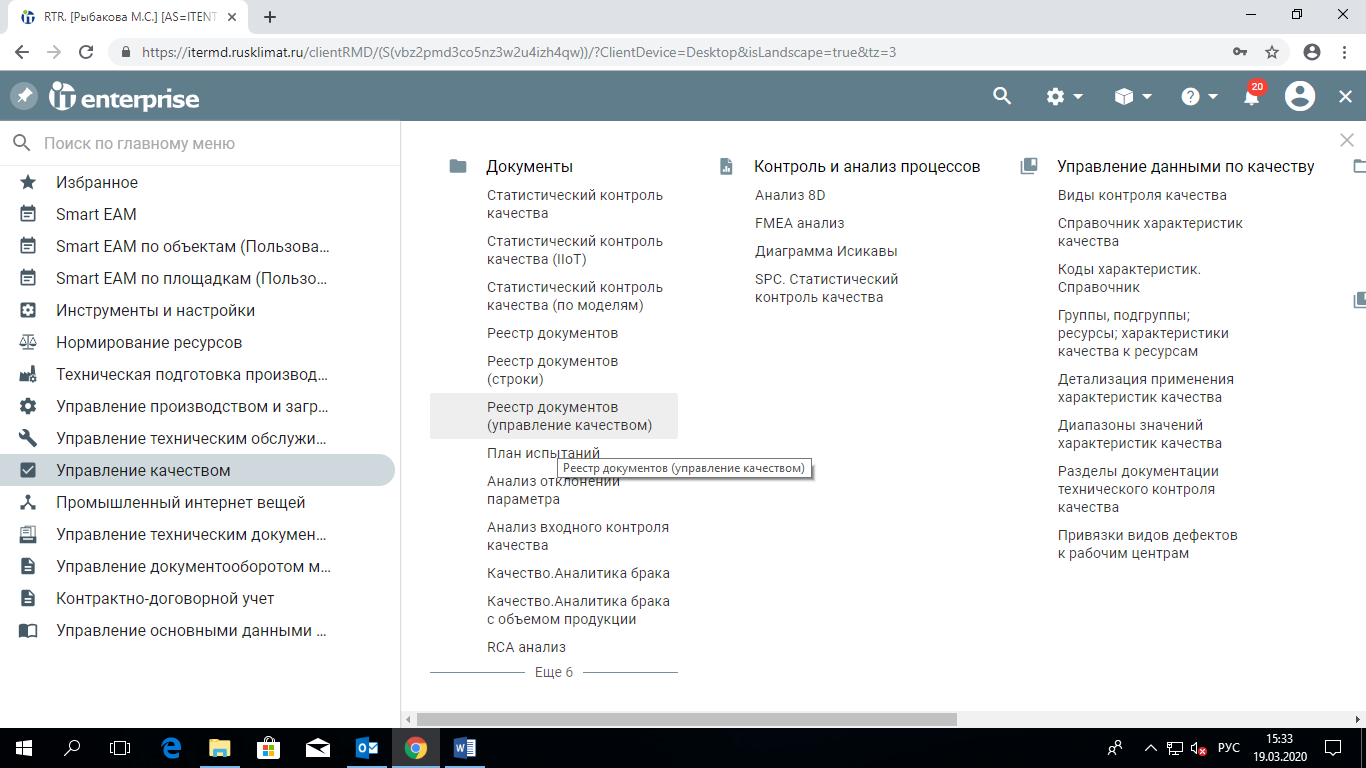 RTR. [Рыбакова М.С.] [AS=ITENT
https://itermd.rusklimat.ru/clientRMD/(S(vbz2pmd3co5nz3w2u4izh4qw))/?ClientDevice=Desktop&isLandscape=true&tz=3
it enterprise
20
Поиск по главному меню
Избранное
Smart EAM
Smart EAM по объектам (Пользова...
Smart EAM по площадкам (Пользо...
Инструменты и настройки
Нормирование ресурсов
Техническая подготовка производ...
Управление производством и загр...
Управление техническим обслужи...
Управление качеством
Промышленный интернет вещей
Управление техническим докумен...
Управление документооборотом м...
Контрактно-договорной учет
Управление основными данными ...
Документы
Статистический контроль
качества
Статистический контроль
качества (IIoT)
Статистический контроль
качества (по моделям)
Реестр документов
Реестр документов
(строки)
Реестр документов
(управление качеством)
План испытаний
Реестр документов (управление качеством)
Анализ отклонений
параметра
Анализ входного контроля
качества
Качество.Аналитика брака
Качество.Аналитика брака
с объемом продукции
RCA анализ
Еще 6
Контроль и анализ процессов
Анализ 8D
FMEA анализ
Диаграмма Исикавы
SPC. Статистический
контроль качества
Управление данными по качеству
Виды контроля качества
Справочник характеристик
качества
Коды характеристик.
Справочник
Группы, подгруппы;
ресурсы; характеристики
качества к ресурсам
Детализация применения
характеристик качества
Диапазоны значений
характеристик качества
Разделы документации
технического контроля
качества
Привязки видов дефектов
к рабочим центрам
РУС
15:33
19.03.2020